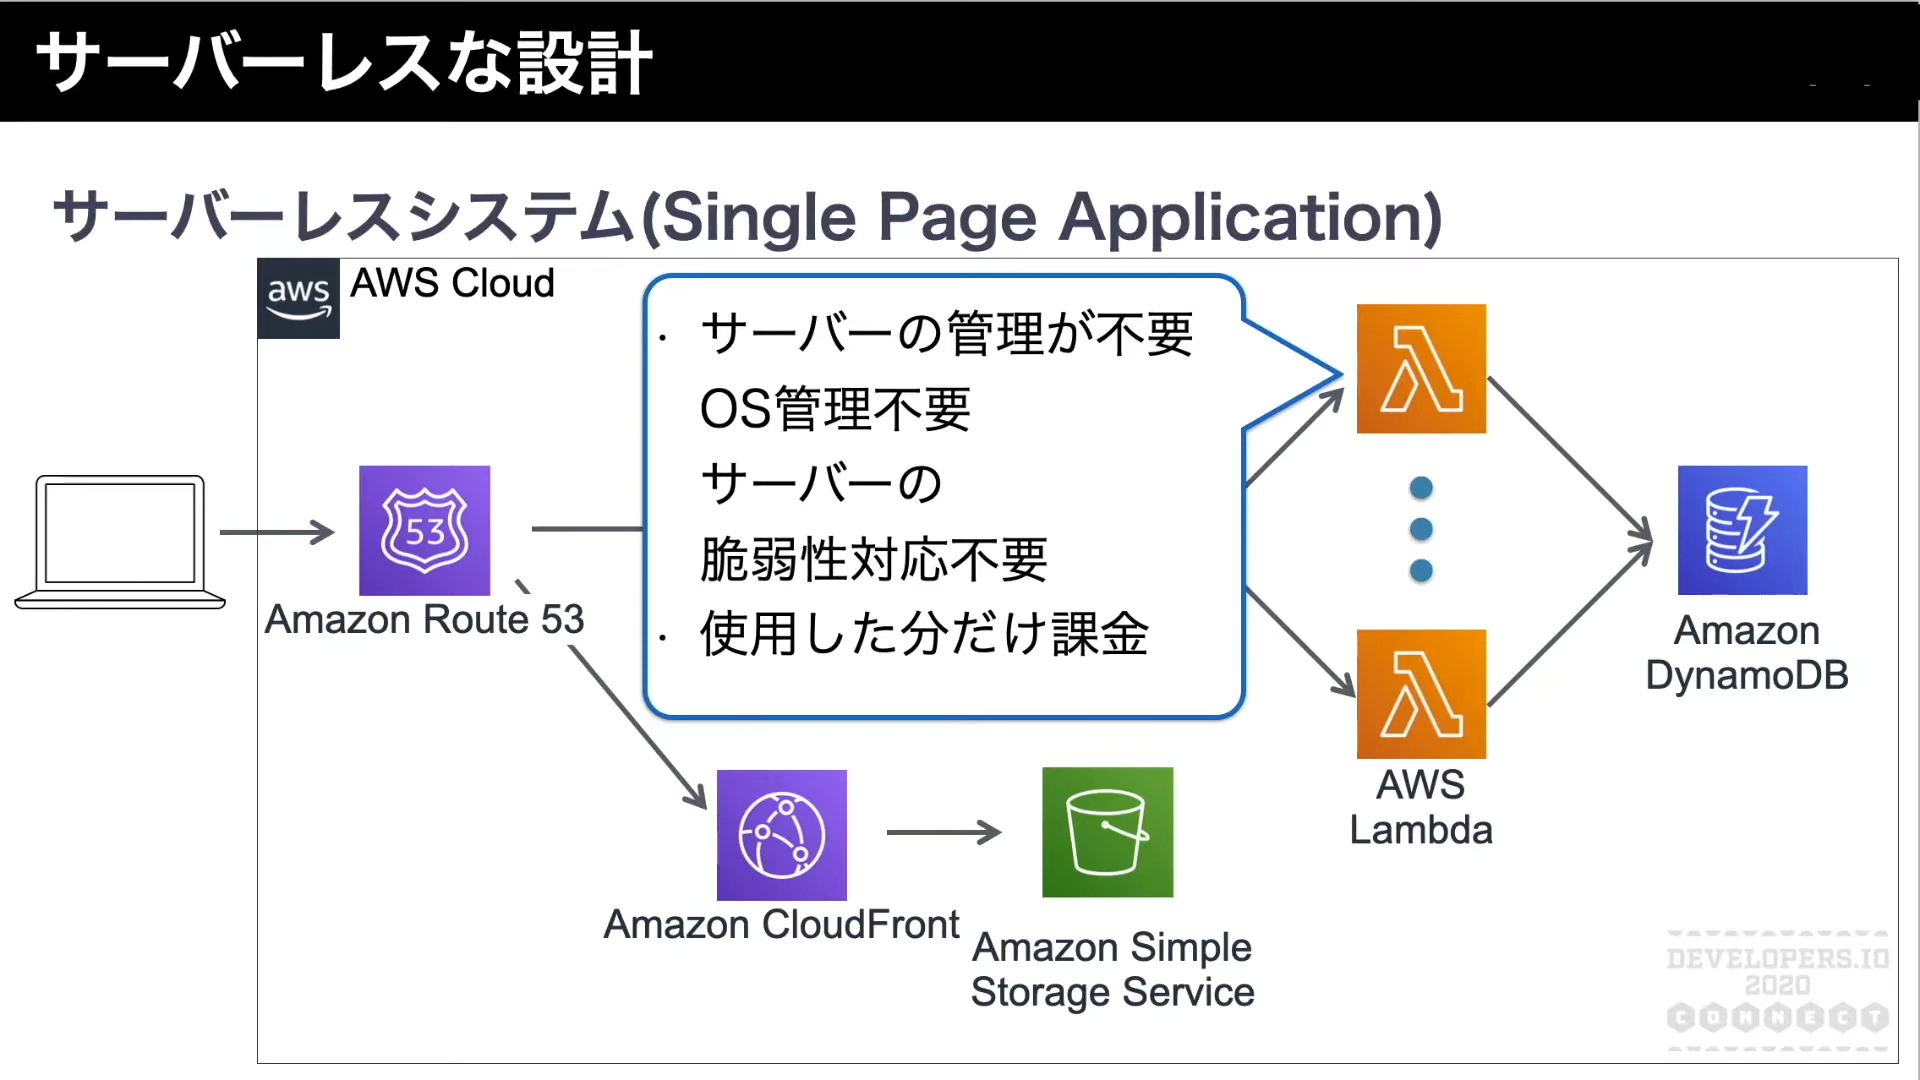 サーバーレスな設計
サーバーレスシステム(Single Page Application)
aws
AWS Cloud
・ サーバーの管理が不要
OS管理不要
サーバーの
脆弱性対応不要
・ 使用した分だけ課金
53
Amazon Route 53
Amazon
DynamoDB
AWS
Lambda
Amazon CloudFront
Amazon Simple
Storage Service
DEVELOPERS.IO
2020
CONNECT